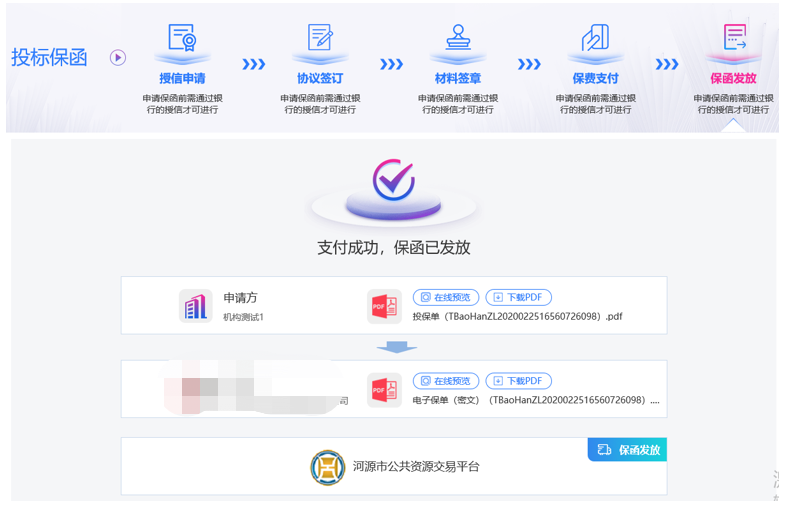 投标保函
授信申请
申请保函前需通过银
行的授信才可进行
协议签订
申请保函前需通过银
行的授信才可进行
材料签章
申请保函前需通过银
行的授信才可进行
保费支付
申请保函前需通过银
行的授信才可进行
保函发放
申请保函前需通过银
行的授信才可进行
支付成功，保函已发放
申请方
机构测试1
PDF
在线预览
下载PDF
投保单（TBaoHanZL2020022516560726098）.pdf
司
PDF
在线预览
下载PDF
电子保单（密文）（TBaoHanZL2020022516560726098）....
保函发放
河源市公共资源交易平台